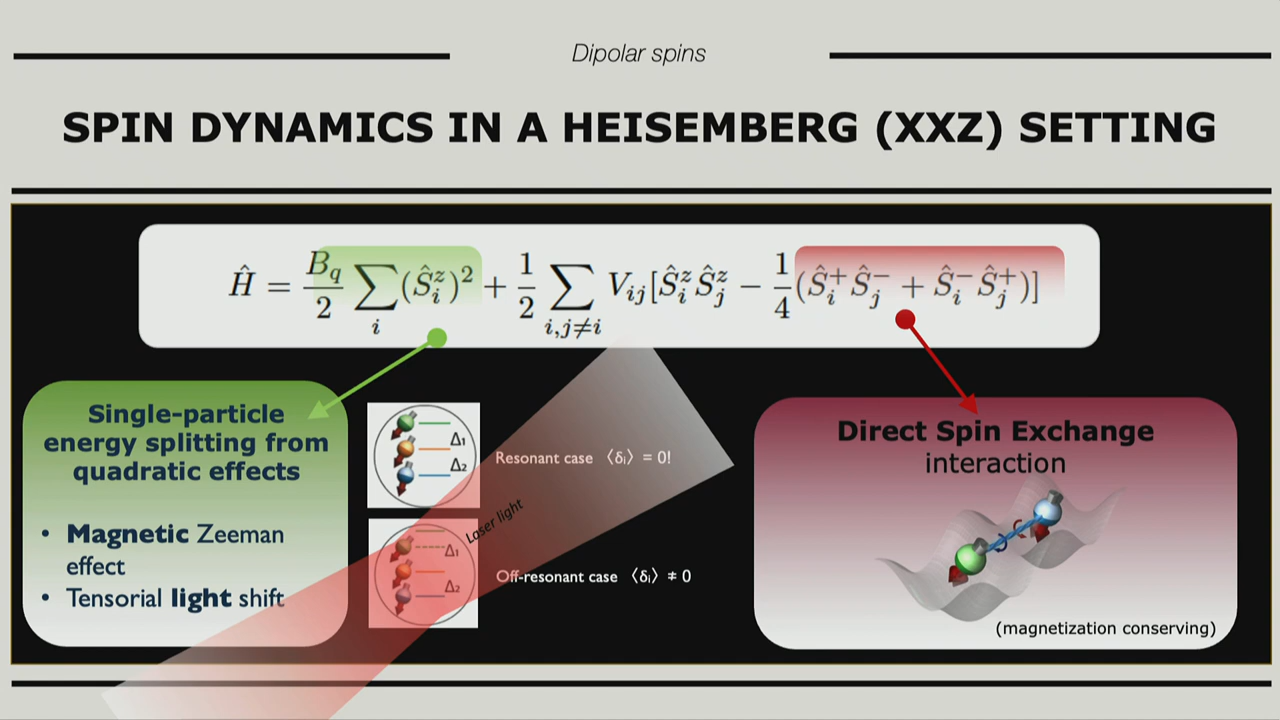 Dipolar spins
SPIN DYNAMICS IN A HEISEMBERG (XXZ) SETTING
Ĥ = B_q/2 ∑_i (Ŝ_i^z)² + 1/2 ∑_{i,j≠i} V_ij[Ŝ_i^z Ŝ_j^z − 1/4(Ŝ_i^+ Ŝ_j^- + Ŝ_i^- Ŝ_j^+)]
Single-particle
energy splitting from
quadratic effects
• Magnetic Zeeman
effect
• Tensorial light shift
Δ₁
Δ₂
Resonant case ⟨δᵢ⟩ = 0!
Laser light
Δ₁
Δ₂
Off-resonant case ⟨δᵢ⟩ ≠ 0
Direct Spin Exchange
interaction
(magnetization conserving)